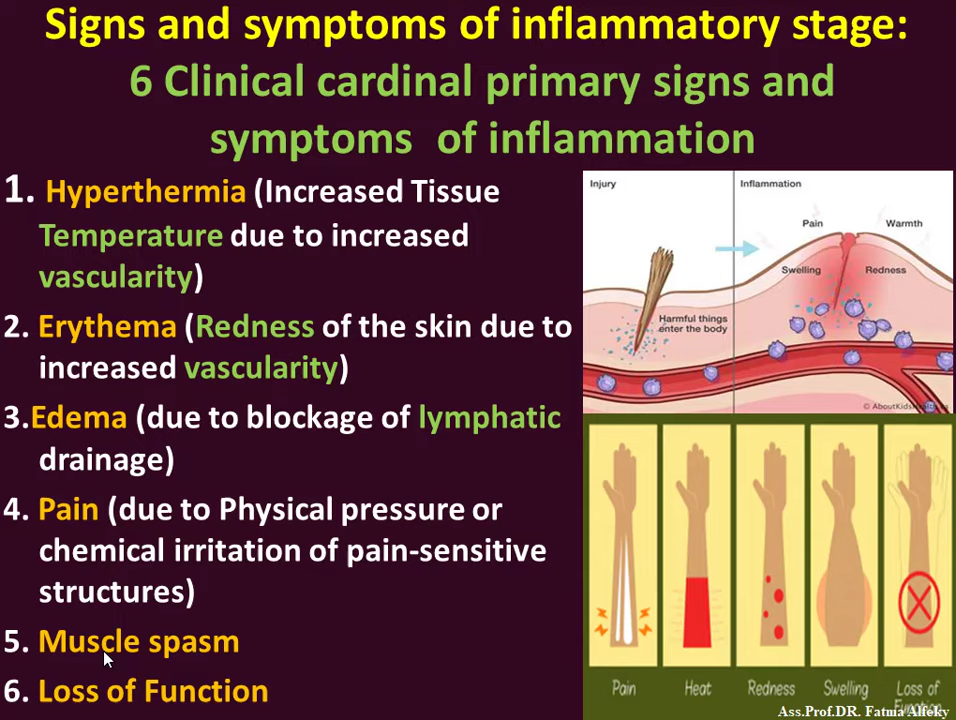 Signs and symptoms of inflammatory stage:
6 Clinical cardinal primary signs and
symptoms of inflammation
1. Hyperthermia (Increased Tissue
Temperature due to increased
vascularity)
2. Erythema (Redness of the skin due to
increased vascularity)
3.Edema (due to blockage of lymphatic
drainage)
4. Pain (due to Physical pressure or
chemical irritation of pain-sensitive
structures)
5. Muscle spasm
6. Loss of Function
Injury
Inflammation
Pain
Warmth
Swelling
Redness
Harmful things
enter the body
Pain
Heat
Redness
Swelling
Loss of
Function
Ass.Prof.DR. Fatma Alfeky